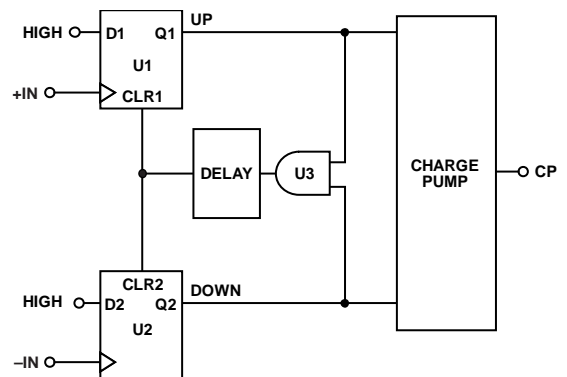 UP
HIGH
D1
Q1
U1
+IN
CLR1
DELAY
U3
CHARGE
PUMP
CP
CLR2
DOWN
HIGH
D2
Q2
U2
–IN